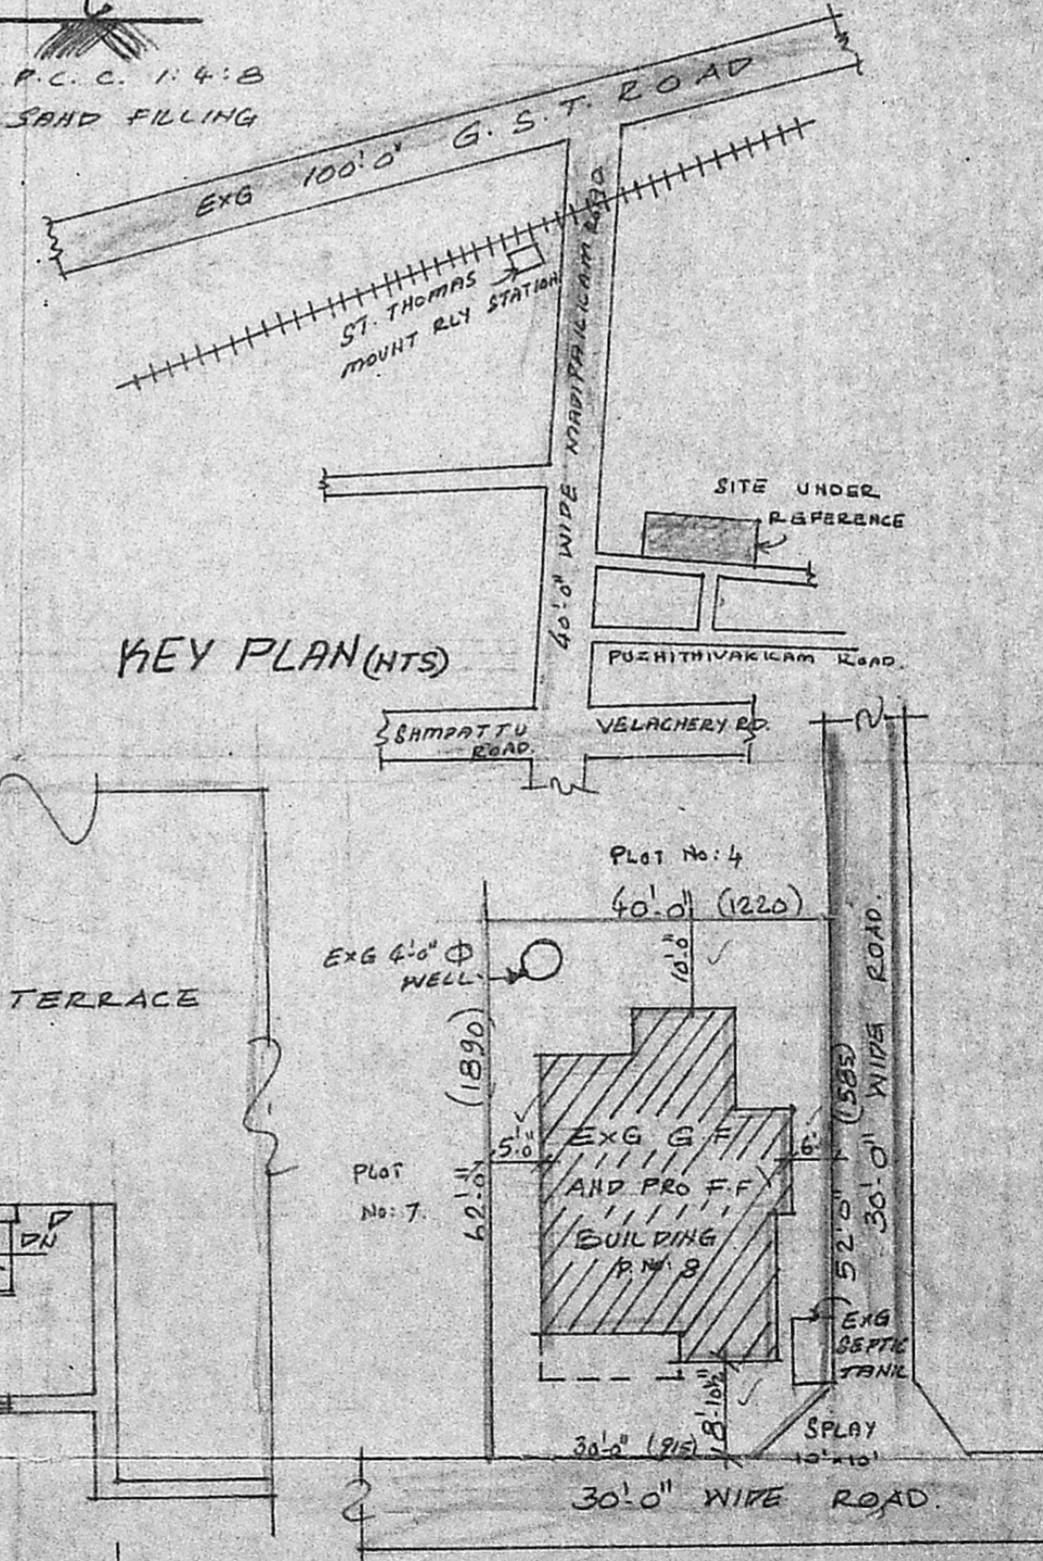 P.C.C. 1:4:8
SAND FILLING
EXG 100'-0" G.S.T. ROAD
ST. THOMAS
MOUNT RLY STATION
40'-0" WIDE MADIPAKKAM ROAD
SITE UNDER
REFERENCE
KEY PLAN (NTS)
PUZHITHIVAKKAM ROAD.
VELACHERY RD.
ROAD.
PLOT No: 4
40'-0" (1220)
EXG 4'-0" Φ
WELL
10'-0"
TERRACE
(1890)
62'-0"
5'-0"
EXG G.F
AND PRO F.F
BUILDING
P. No: 8
6'-
PLOT
No: 7.
52'-0" (1585)
30'-0" WIDE ROAD.
DN
EXG
SEPTIC
TANK
8'-10½"
SPLAY
10'x10'
30'-0" (915)
30'-0" WIDE ROAD.